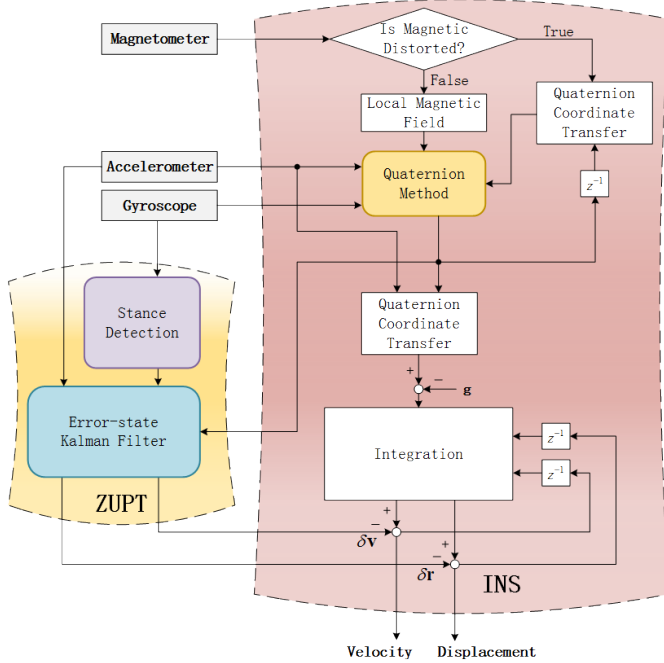 Is Magnetic
Distorted?
Magnetometer
True
False
Local Magnetic
Field
Quaternion
Coordinate
Transfer
Accelerometer
Quaternion
Method
z⁻¹
Gyroscope
Stance
Detection
Quaternion
Coordinate
Transfer
+
−
g
Error-state
Kalman Filter
Integration
z⁻¹
z⁻¹
ZUPT
+
−
δv
+
−
δr
INS
Velocity
Displacement